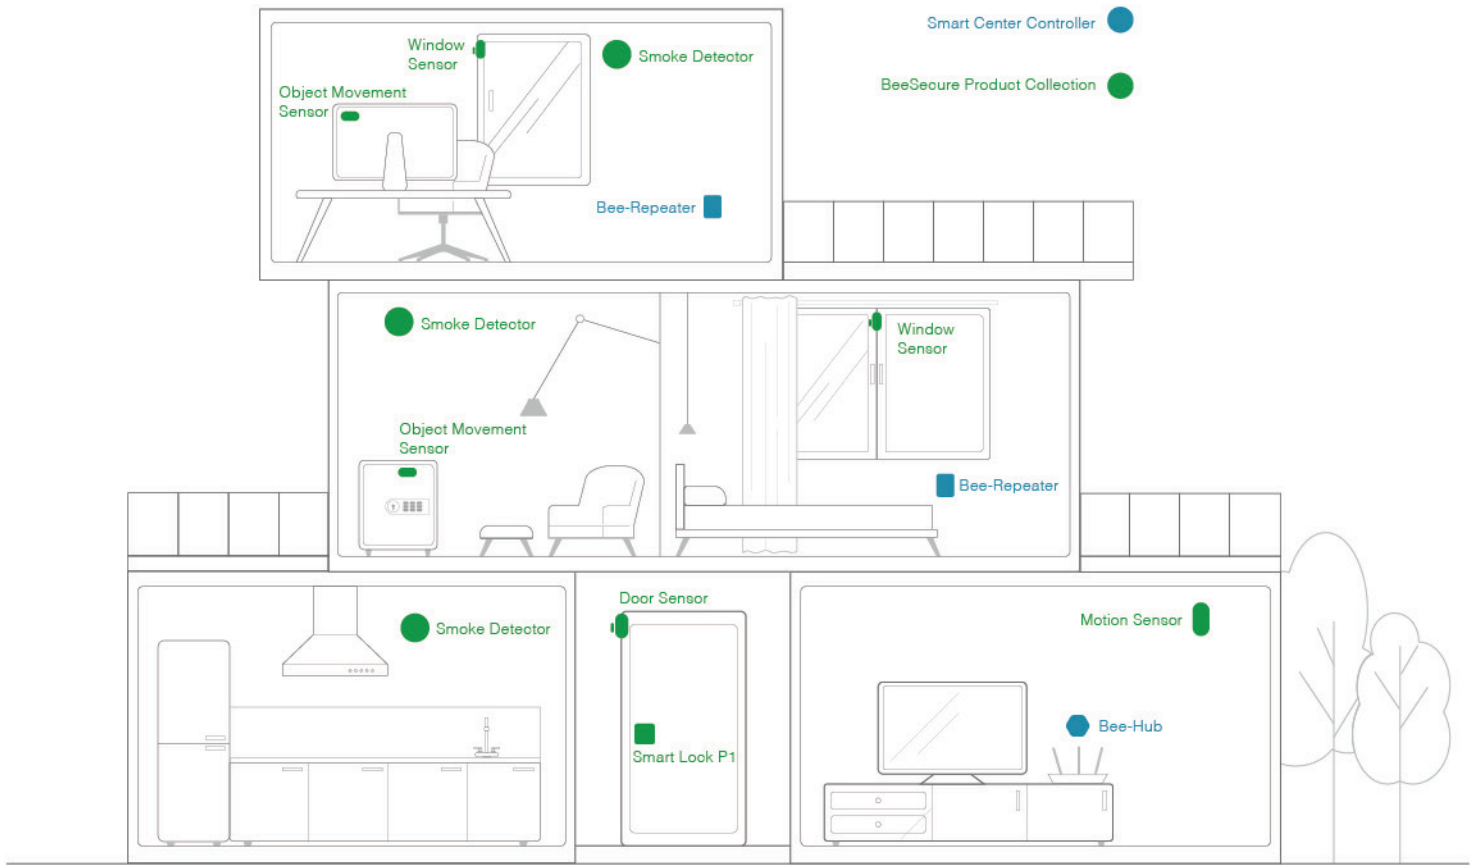 Smart Center Controller
BeeSecure Product Collection
Window
Sensor
Smoke Detector
Object Movement
Sensor
Bee-Repeater
Smoke Detector
Window
Sensor
Object Movement
Sensor
Bee-Repeater
Door Sensor
Smoke Detector
Motion Sensor
Bee-Hub
Smart Look P1